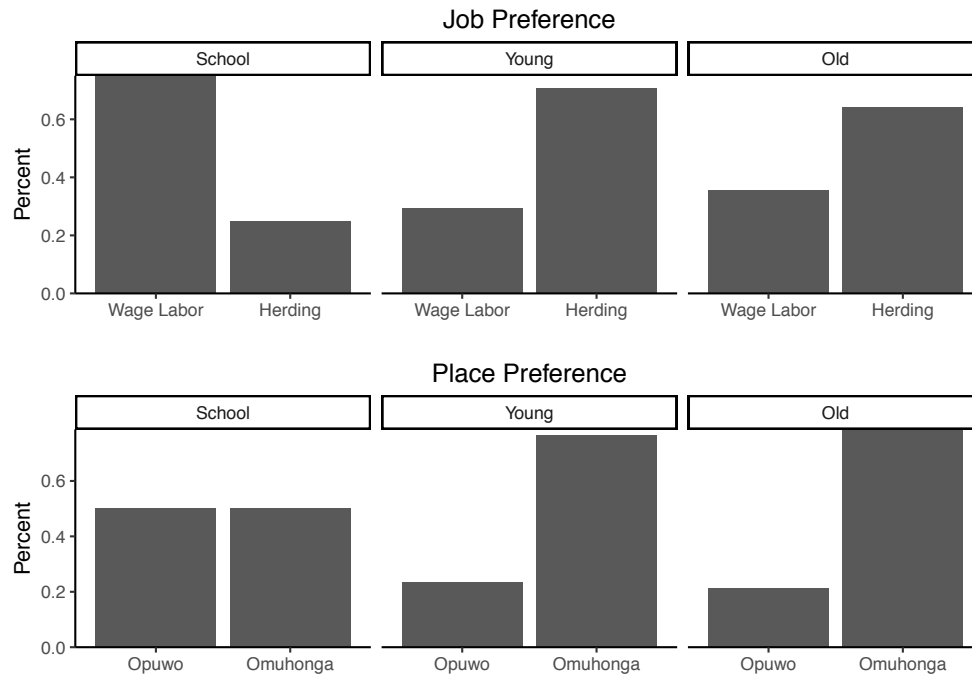 Job Preference
School Young Old
Percent
0.6
0.4
0.2
0.0
Wage Labor Herding Wage Labor Herding Wage Labor Herding
Place Preference
School Young Old
Percent
0.6
0.4
0.2
0.0
Opuwo Omuhonga Opuwo Omuhonga Opuwo Omuhonga